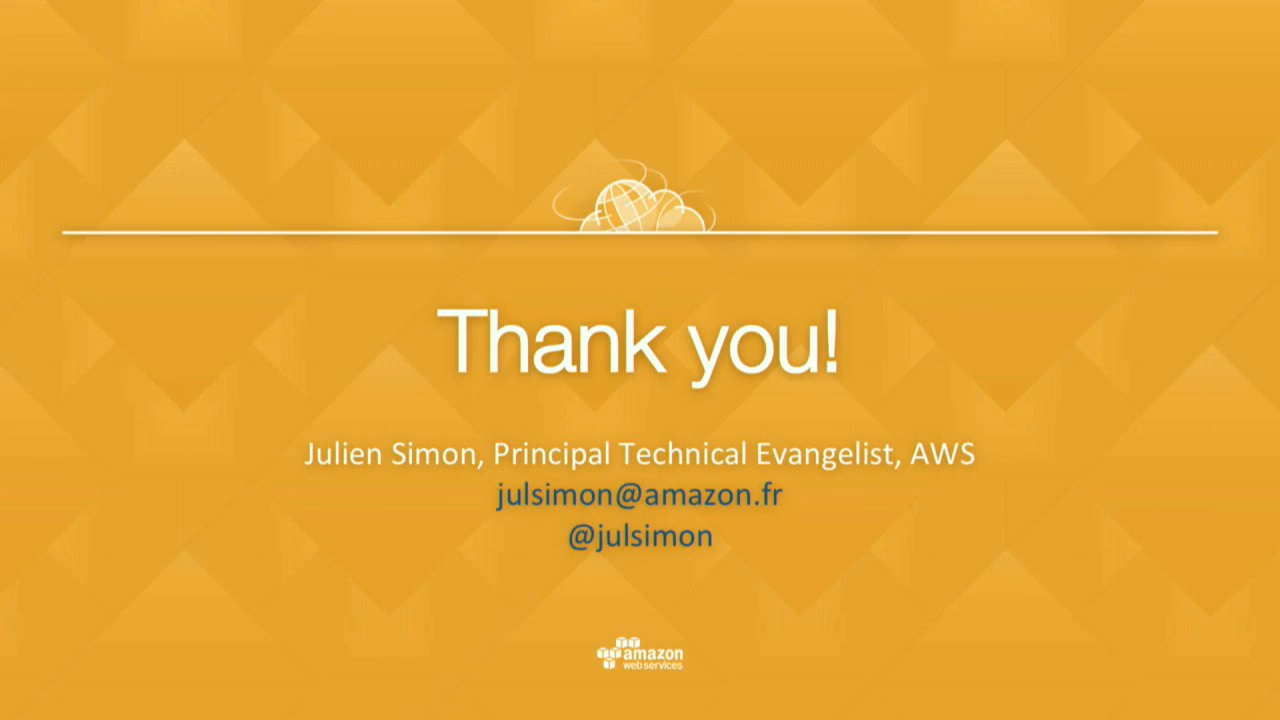 Thank you!
Julien Simon, Principal Technical Evangelist, AWS
julsimon@amazon.fr
@julsimon
amazon
web services